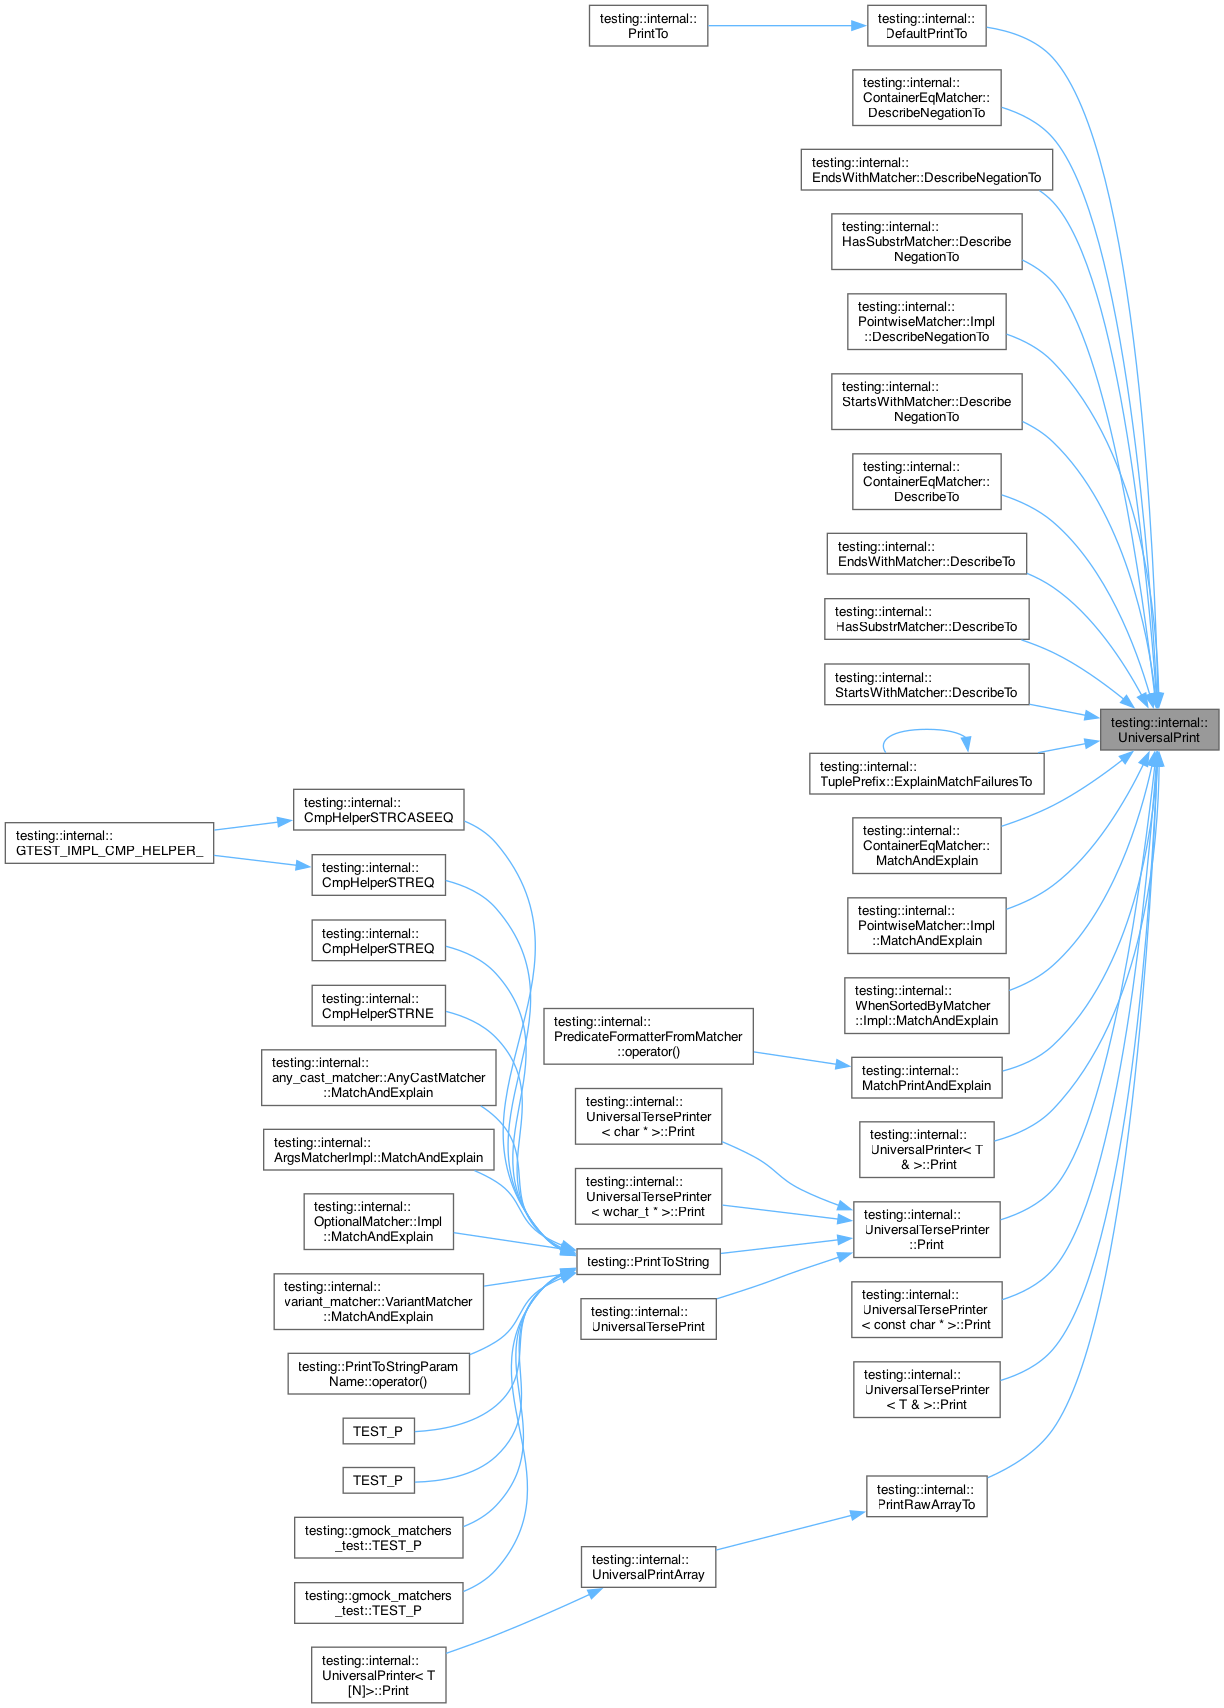 testing::internal::
PrintTo
testing::internal::
DefaultPrintTo
testing::internal::
ContainerEqMatcher::
DescribeNegationTo
testing::internal::
EndsWithMatcher::DescribeNegationTo
testing::internal::
HasSubstrMatcher::Describe
NegationTo
testing::internal::
PointwiseMatcher::Impl
::DescribeNegationTo
testing::internal::
StartsWithMatcher::Describe
NegationTo
testing::internal::
ContainerEqMatcher::
DescribeTo
testing::internal::
EndsWithMatcher::DescribeTo
testing::internal::
HasSubstrMatcher::DescribeTo
testing::internal::
StartsWithMatcher::DescribeTo
testing::internal::
UniversalPrint
testing::internal::
TuplePrefix::ExplainMatchFailuresTo
testing::internal::
ContainerEqMatcher::
MatchAndExplain
testing::internal::
PointwiseMatcher::Impl
::MatchAndExplain
testing::internal::
WhenSortedByMatcher
::Impl::MatchAndExplain
testing::internal::
MatchPrintAndExplain
testing::internal::
PredicateFormatterFromMatcher
::operator()
testing::internal::
UniversalPrinter< T
& >::Print
testing::internal::
UniversalTersePrinter
::Print
testing::internal::
UniversalTersePrinter
< const char * >::Print
testing::internal::
UniversalTersePrinter
< T & >::Print
testing::internal::
PrintRawArrayTo
testing::internal::
UniversalTersePrinter
< char * >::Print
testing::internal::
UniversalTersePrinter
< wchar_t * >::Print
testing::PrintToString
testing::internal::
UniversalTersePrint
testing::internal::
UniversalPrintArray
testing::internal::
CmpHelperSTRCASEEQ
testing::internal::
GTEST_IMPL_CMP_HELPER_
testing::internal::
CmpHelperSTREQ
testing::internal::
CmpHelperSTREQ
testing::internal::
CmpHelperSTRNE
testing::internal::
any_cast_matcher::AnyCastMatcher
::MatchAndExplain
testing::internal::
ArgsMatcherImpl::MatchAndExplain
testing::internal::
OptionalMatcher::Impl
::MatchAndExplain
testing::internal::
variant_matcher::VariantMatcher
::MatchAndExplain
testing::PrintToStringParam
Name::operator()
TEST_P
TEST_P
testing::gmock_matchers
_test::TEST_P
testing::gmock_matchers
_test::TEST_P
testing::internal::
UniversalPrinter< T
[N]>::Print